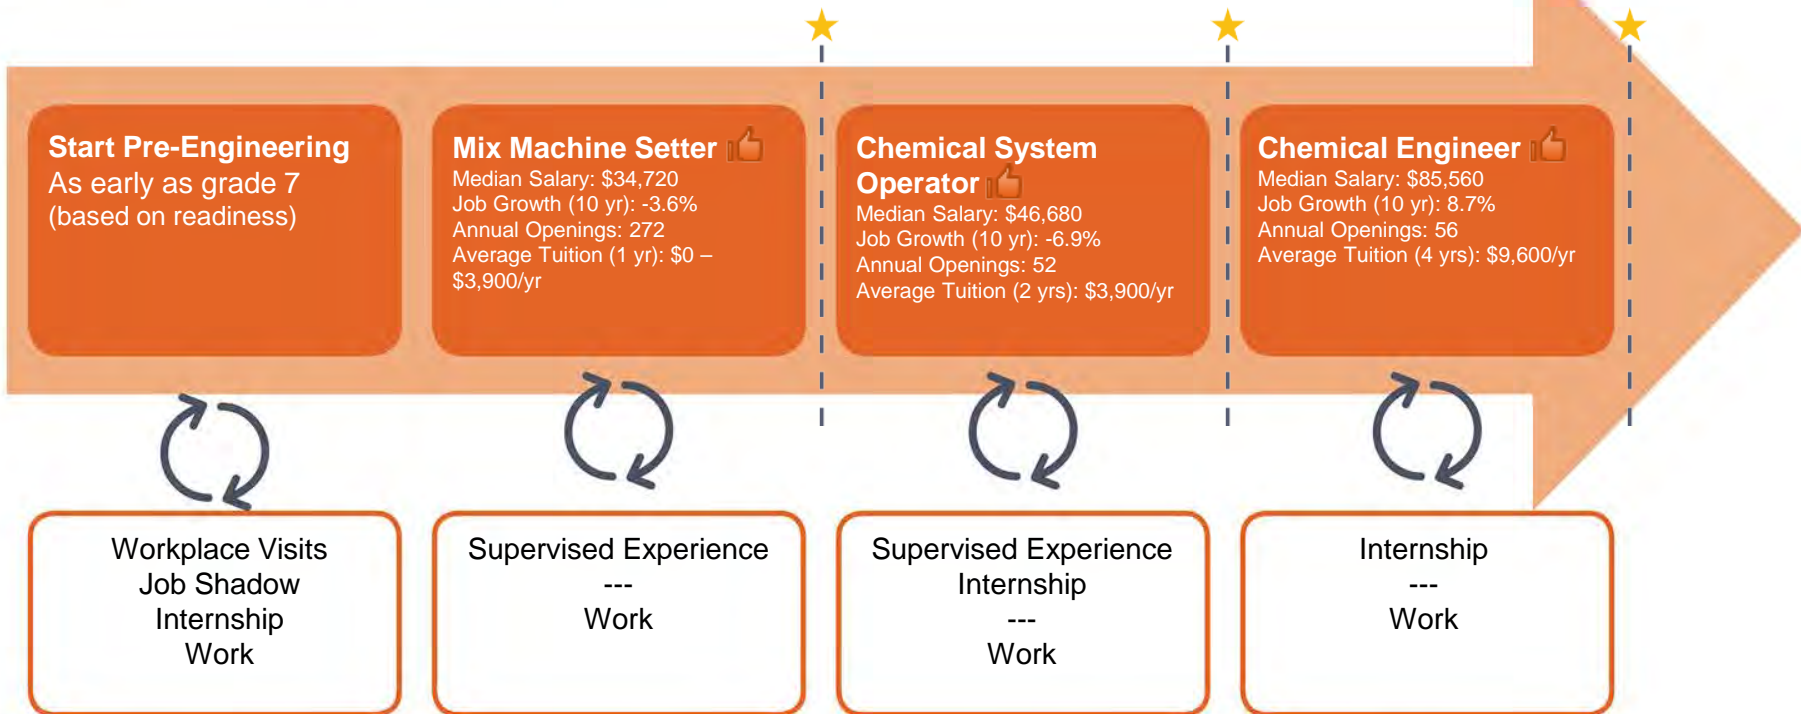 Start Pre-Engineering
As early as grade 7
(based on readiness)
Mix Machine Setter
Median Salary: $34,720
Job Growth (10 yr): -3.6%
Annual Openings: 272
Average Tuition (1 yr): $0 –
$3,900/yr
Chemical System
Operator
Median Salary: $46,680
Job Growth (10 yr): -6.9%
Annual Openings: 52
Average Tuition (2 yrs): $3,900/yr
Chemical Engineer
Median Salary: $85,560
Job Growth (10 yr): 8.7%
Annual Openings: 56
Average Tuition (4 yrs): $9,600/yr
Workplace Visits
Job Shadow
Internship
Work
Supervised Experience
---
Work
Supervised Experience
Internship
---
Work
Internship
---
Work